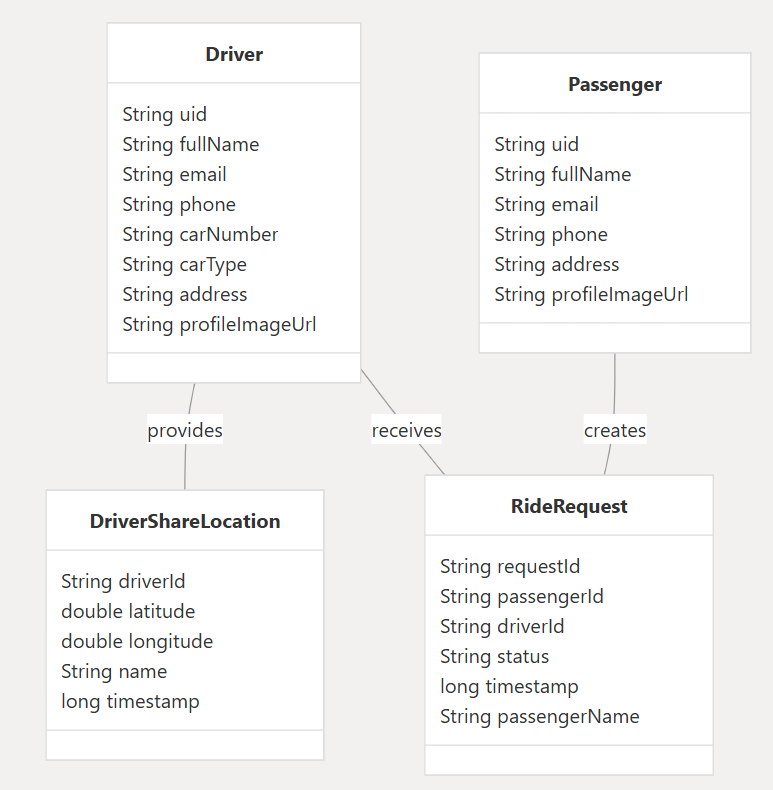 Driver
String uid
String fullName
String email
String phone
String carNumber
String carType
String address
String profileImageUrl
Passenger
String uid
String fullName
String email
String phone
String address
String profileImageUrl
provides
receives
creates
DriverShareLocation
String driverId
double latitude
double longitude
String name
long timestamp
RideRequest
String requestId
String passengerId
String driverId
String status
long timestamp
String passengerName